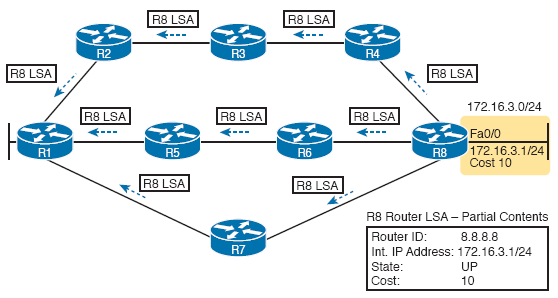 R8 LSA
R8 LSA
R2
R3
R4
R8 LSA
R8 LSA
172.16.3.0/24
R8 LSA
R8 LSA
R8 LSA
Fa0/0
R1
R5
R6
R8
172.16.3.1/24
Cost 10
R8 LSA
R8 LSA
R7
R8 Router LSA – Partial Contents
Router ID: 8.8.8.8
Int. IP Address: 172.16.3.1/24
State: UP
Cost: 10